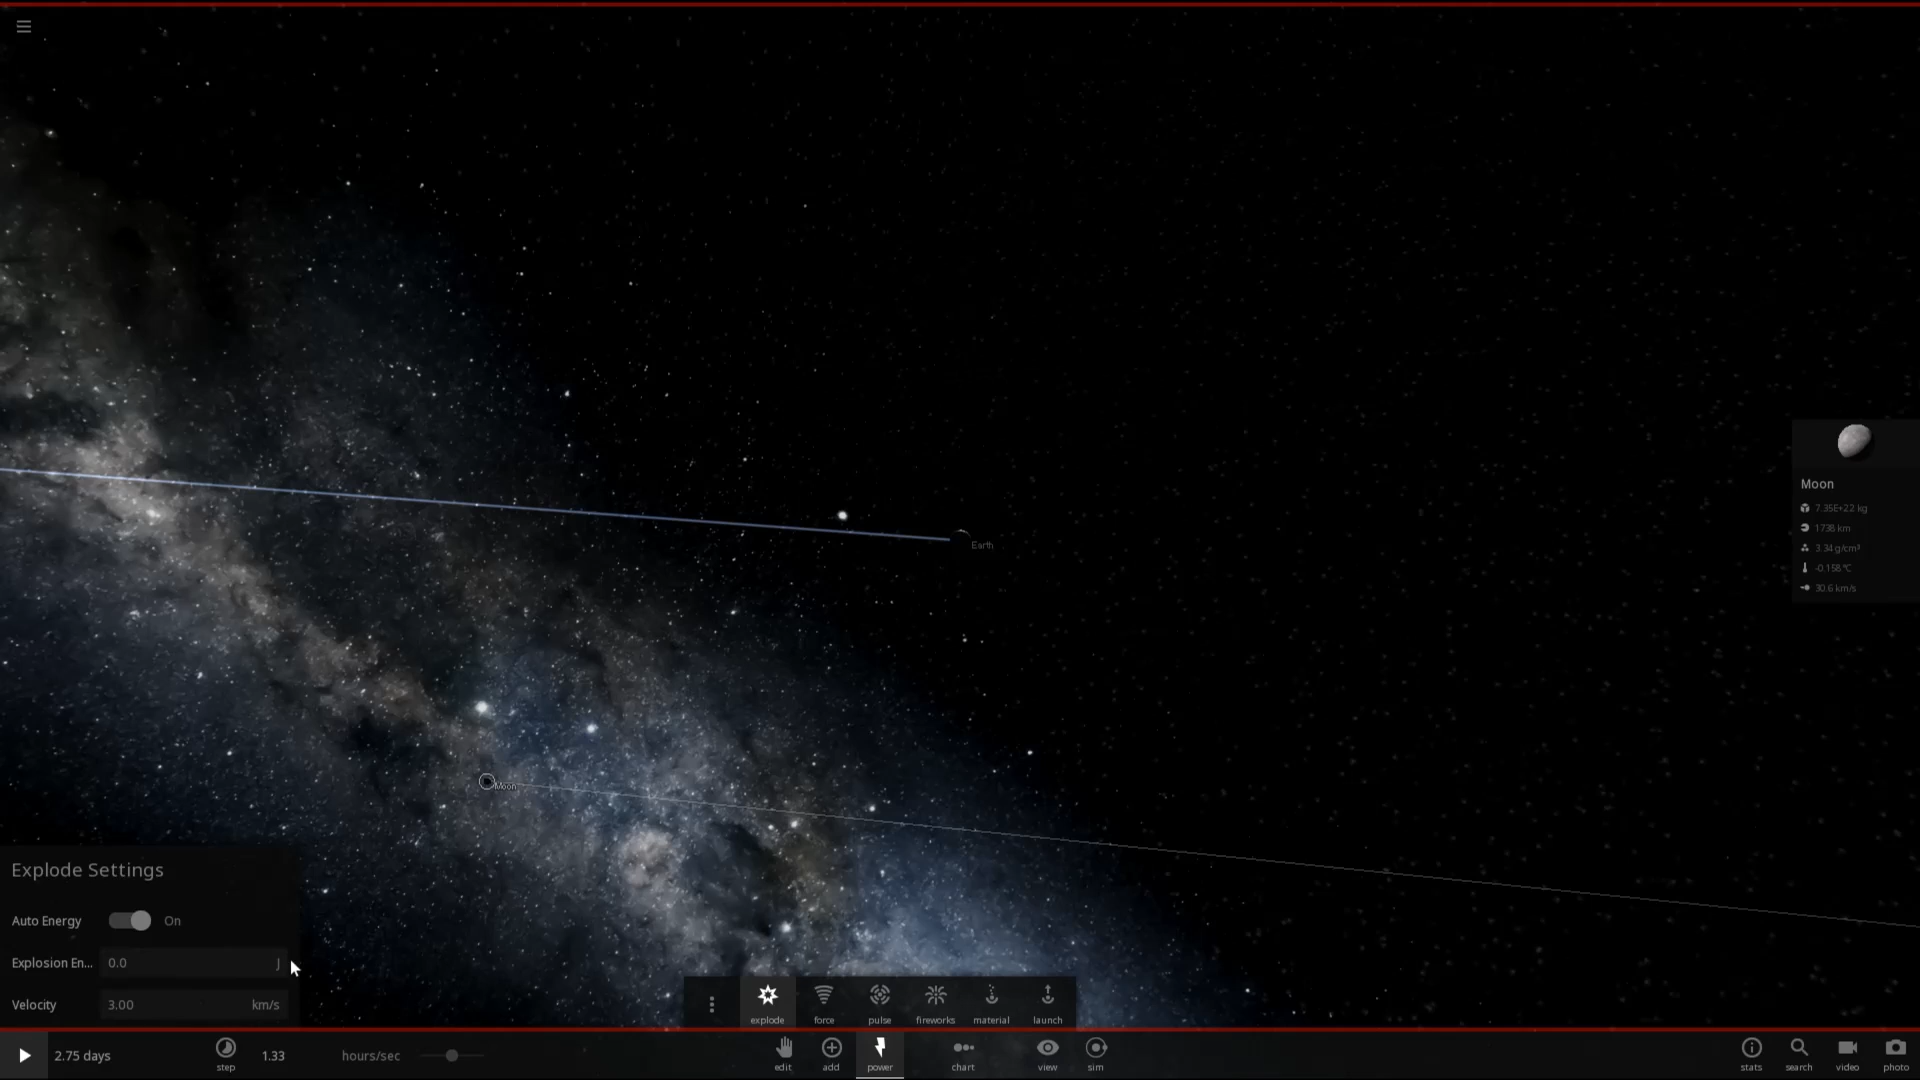 Earth
Moon
7.35E+22 kg
1738 km
3.34 g/cm³
-0.158 °C
30.6 km/s
Moon
Explode Settings
Auto Energy On
Explosion En... 0.0 J
Velocity 3.00 km/s
explode force pulse fireworks material launch
2.75 days step 1.33 hours/sec edit add power chart view sim stats search video photo